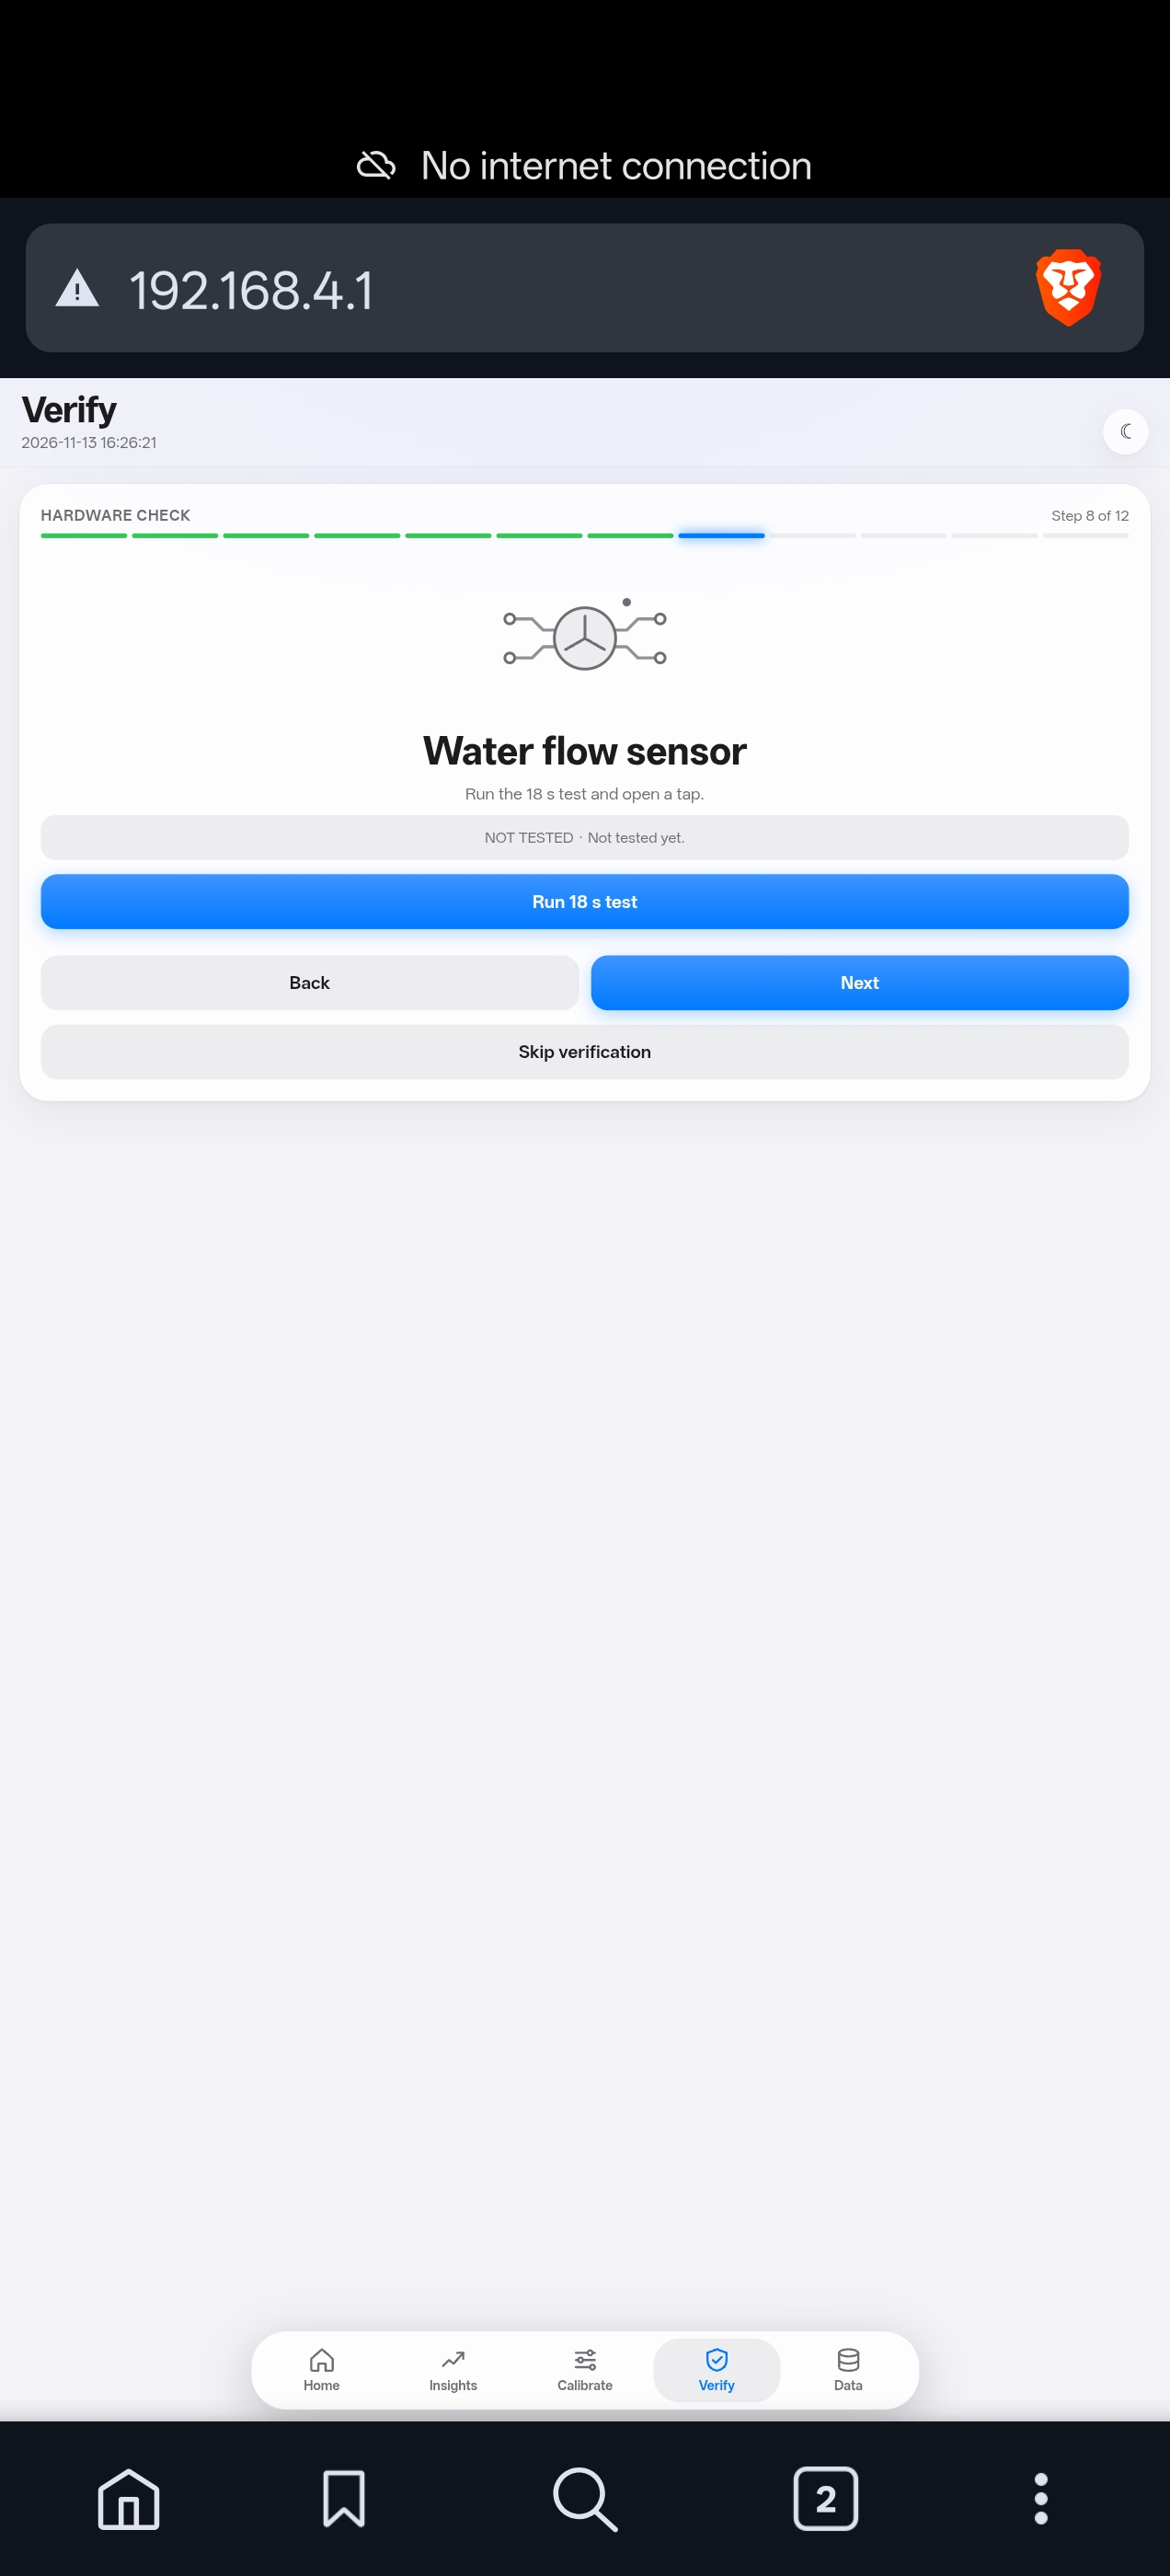 No internet connection
192.168.4.1
Verify
2026-11-13 16:26:21
HARDWARE CHECK
Step 8 of 12
Water flow sensor
Run the 18 s test and open a tap.
NOT TESTED · Not tested yet.
Run 18 s test
Back
Next
Skip verification
Home
Insights
Calibrate
Verify
Data
2